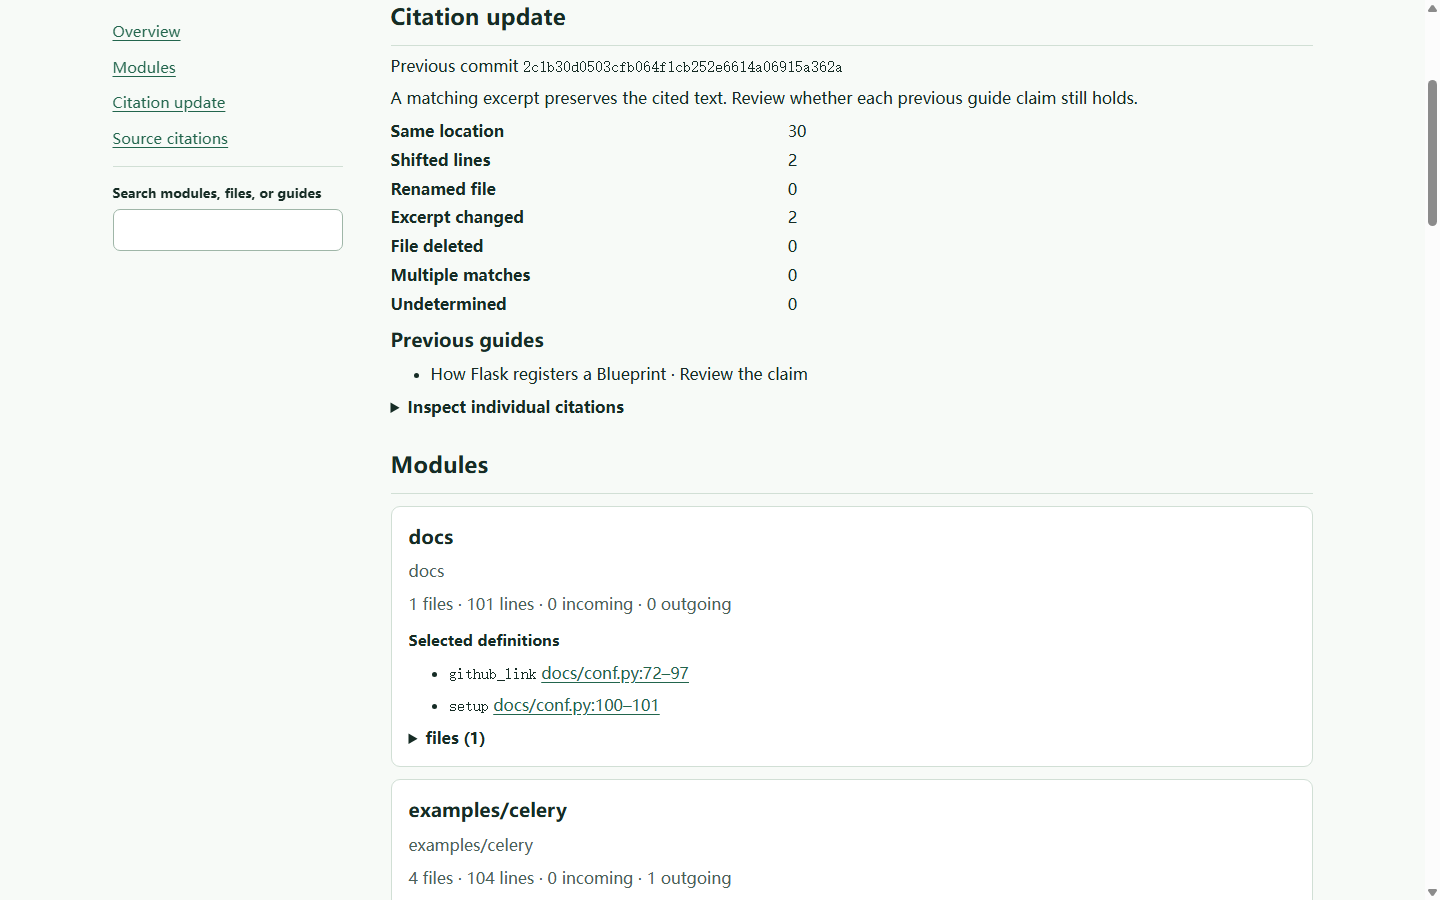 Overview
Modules
Citation update
Source citations
Search modules, files, or guides
Citation update
Previous commit 2c1b30d0503cfb064f1cb252e6614a06915a362a
A matching excerpt preserves the cited text. Review whether each previous guide claim still holds.
Same location 30
Shifted lines 2
Renamed file 0
Excerpt changed 2
File deleted 0
Multiple matches 0
Undetermined 0
Previous guides
• How Flask registers a Blueprint · Review the claim
▶ Inspect individual citations
Modules
docs
docs
1 files · 101 lines · 0 incoming · 0 outgoing
Selected definitions
• github_link docs/conf.py:72–97
• setup docs/conf.py:100–101
▶ files (1)
examples/celery
examples/celery
4 files · 104 lines · 0 incoming · 1 outgoing